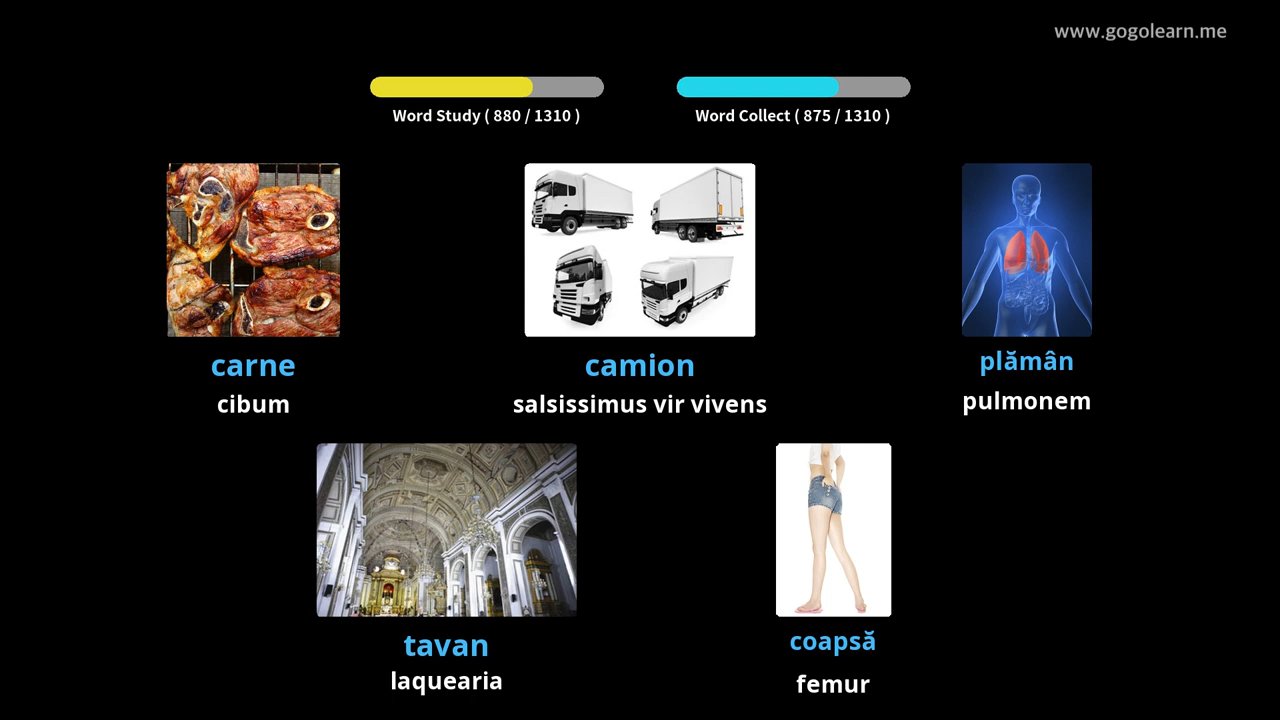 www.gogolearn.me
Word Study ( 880 / 1310 )
Word Collect ( 875 / 1310 )
carne
cibum
camion
salsissimus vir vivens
plămân
pulmonem
tavan
laquearia
coapsă
femur